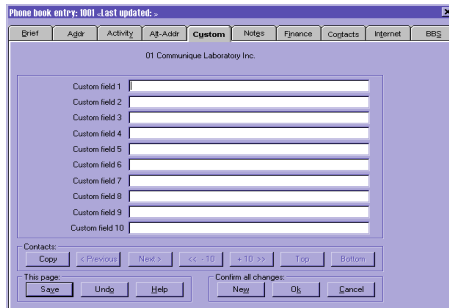 Phone book entry: 1001 «Last updated: »
Brief Addr Activity Alt-Addr Custom Notes Finance Contacts Internet BBS
01 Communique Laboratory Inc.
Custom field 1
Custom field 2
Custom field 3
Custom field 4
Custom field 5
Custom field 6
Custom field 7
Custom field 8
Custom field 9
Custom field 10
Contacts:
Copy < Previous Next > << -10 +10 >> Top Bottom
This page: Confirm all changes:
Save Undo Help New Ok Cancel